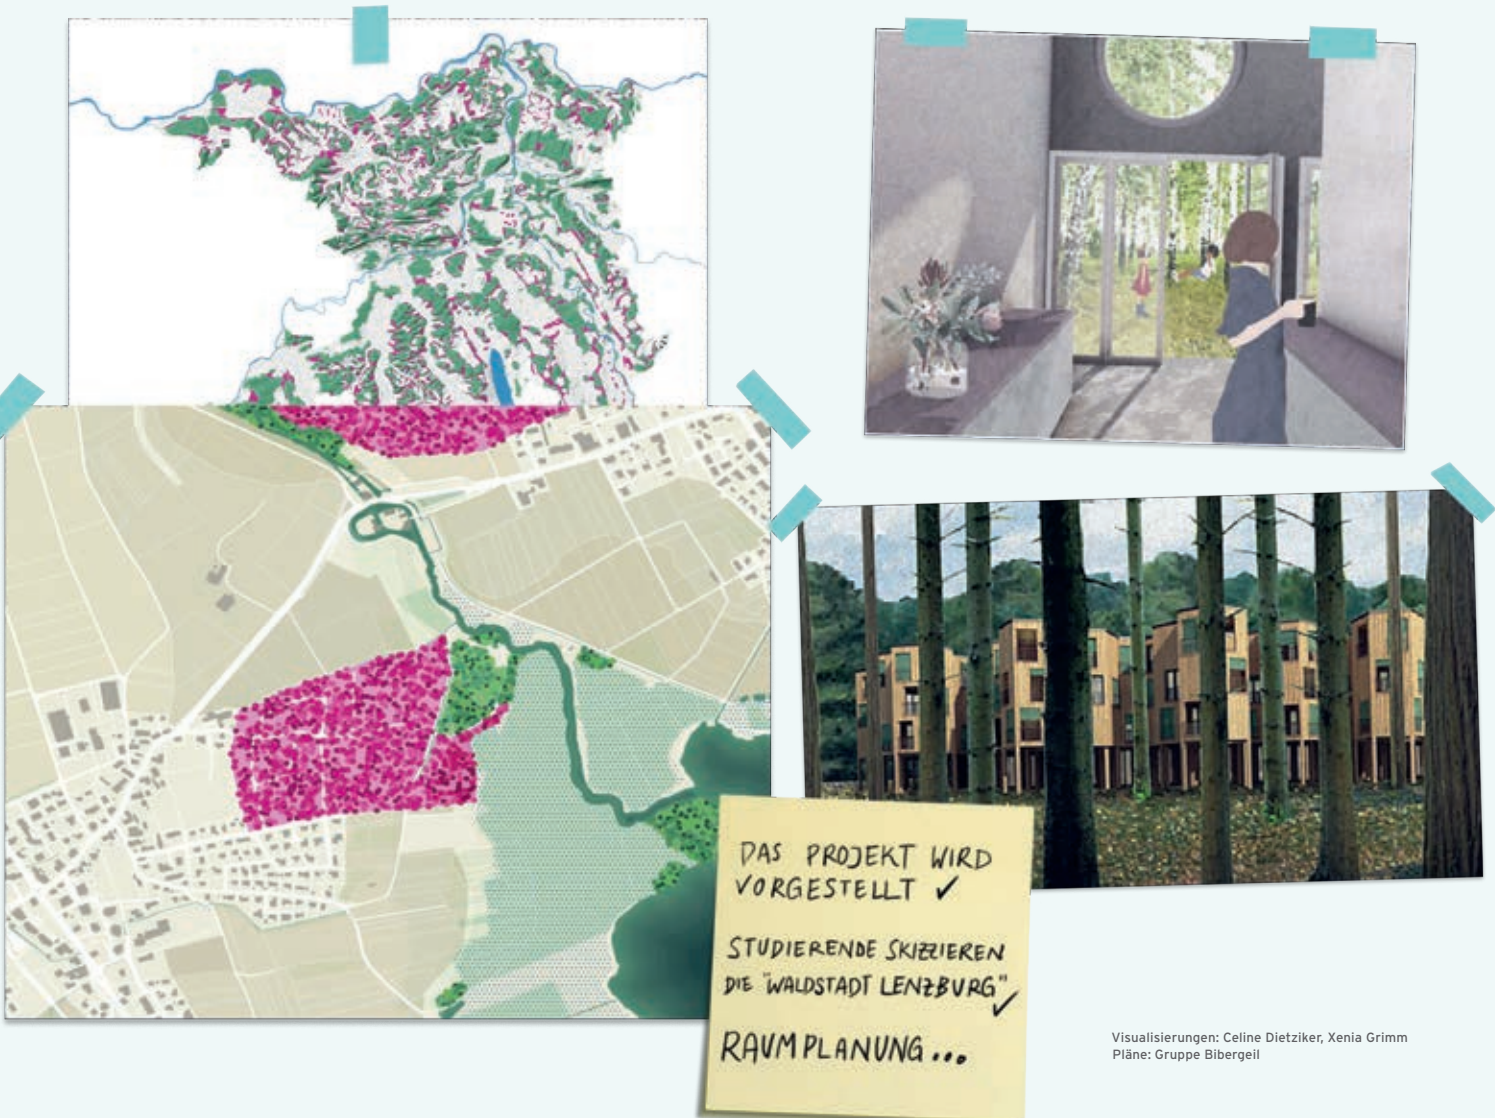 DAS PROJEKT WIRD
VORGESTELLT ✓
STUDIERENDE SKIZZIEREN
DIE "WALDSTADT LENZBURG"
✓
RAUMPLANUNG...
Visualisierungen: Celine Dietziker, Xenia Grimm
Pläne: Gruppe Bibergeil